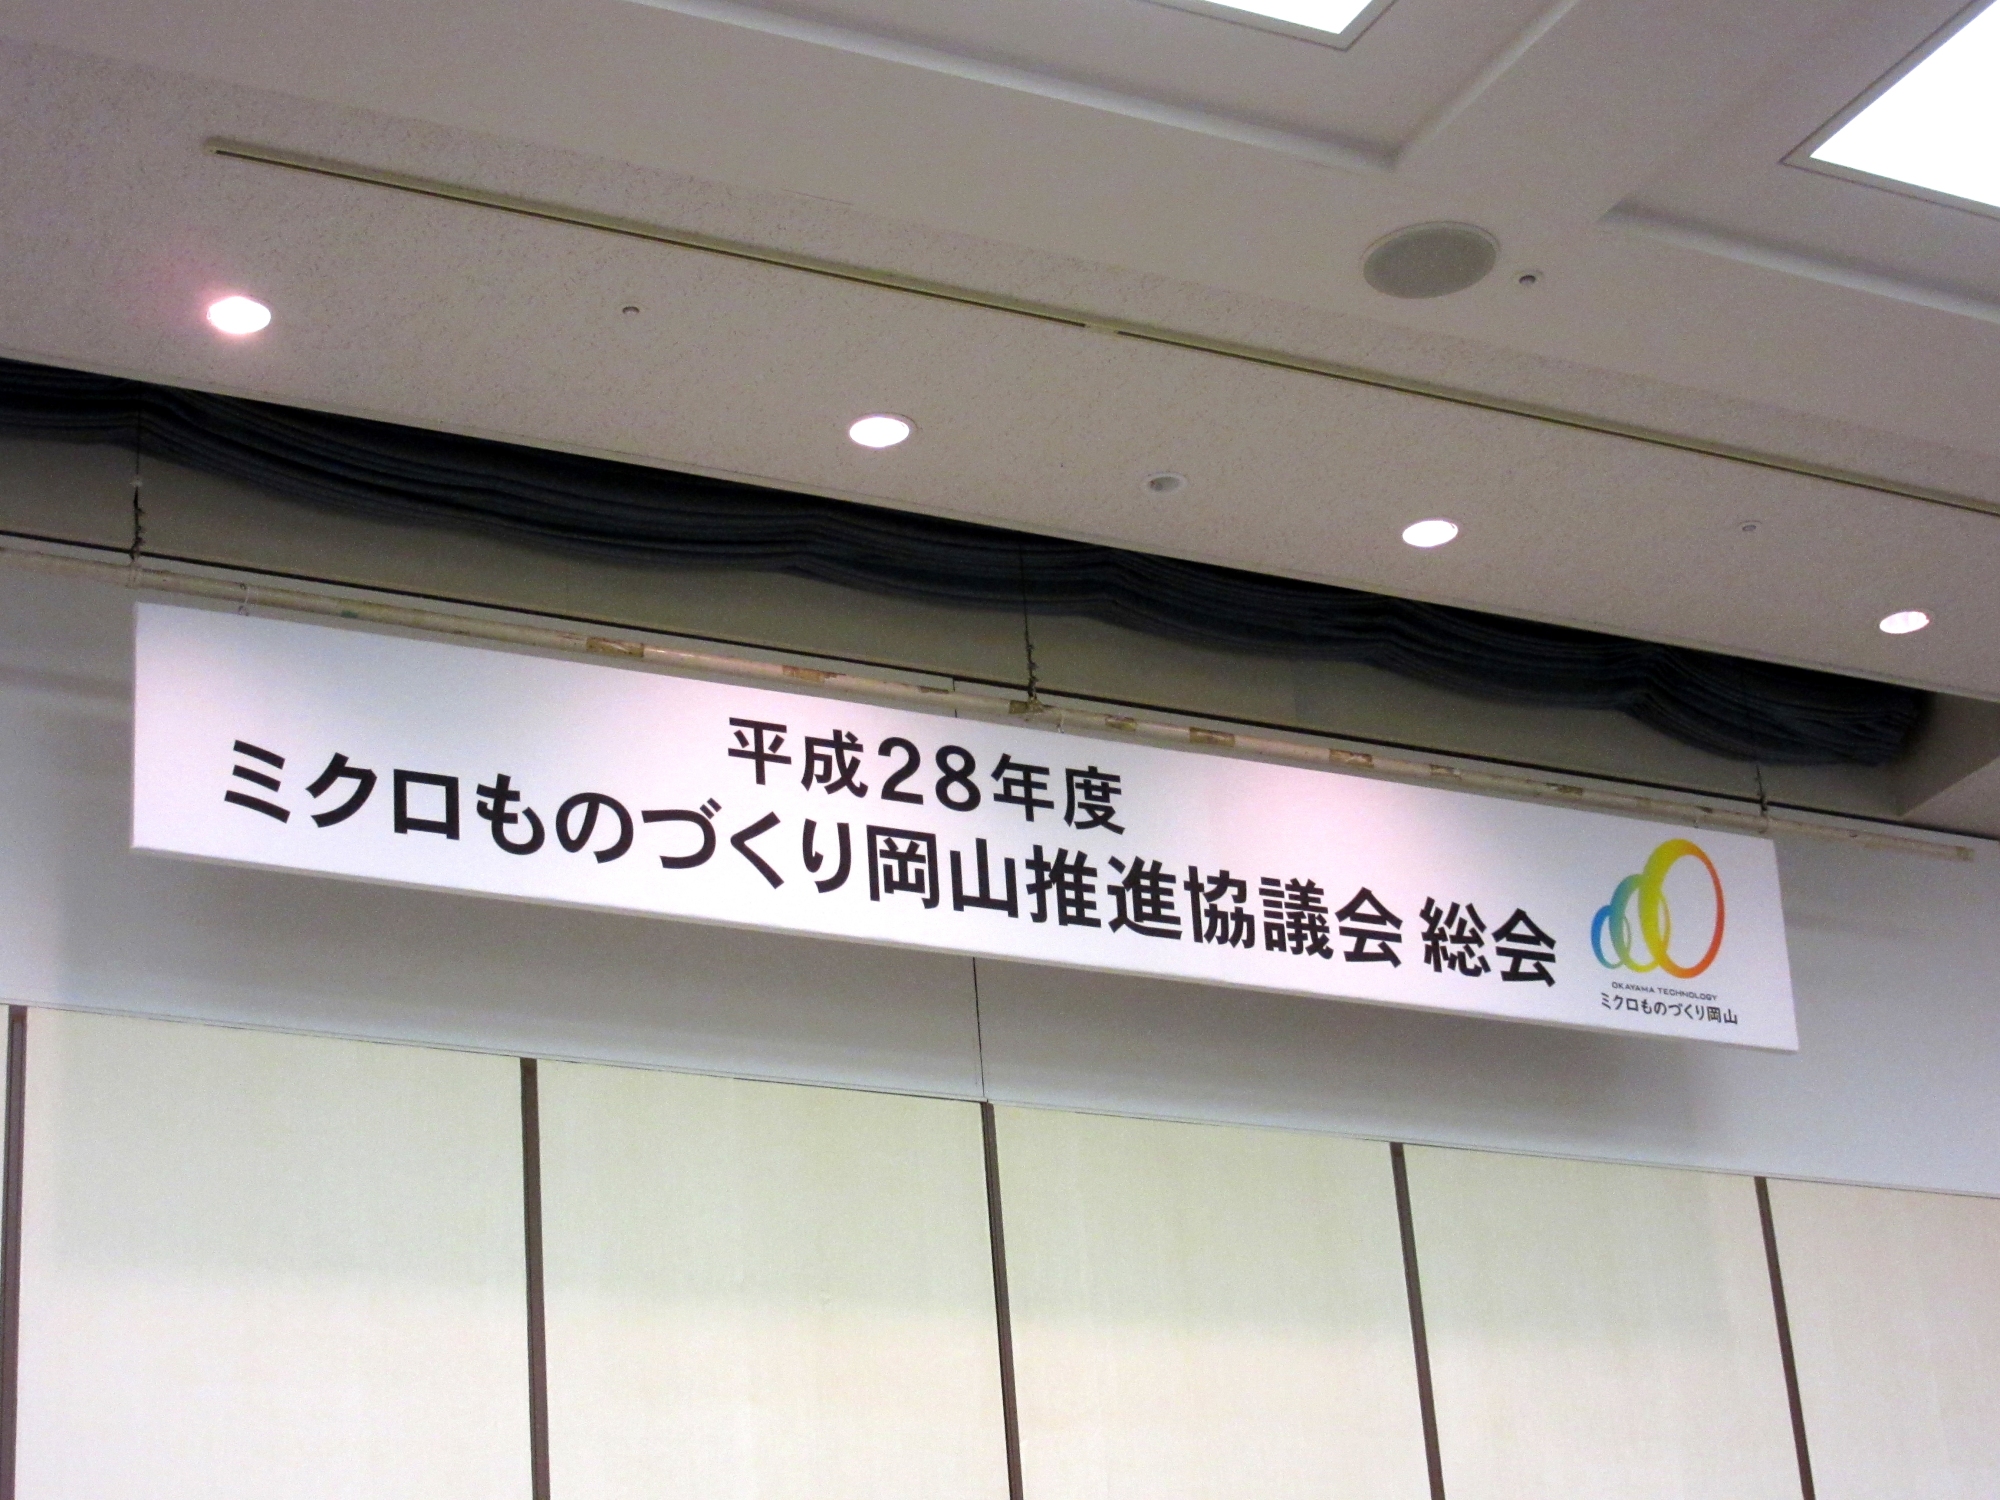 平成28年度
ミクロものづくり岡山推進協議会 総会
OKAYAMA TECHNOLOGY
ミクロものづくり岡山